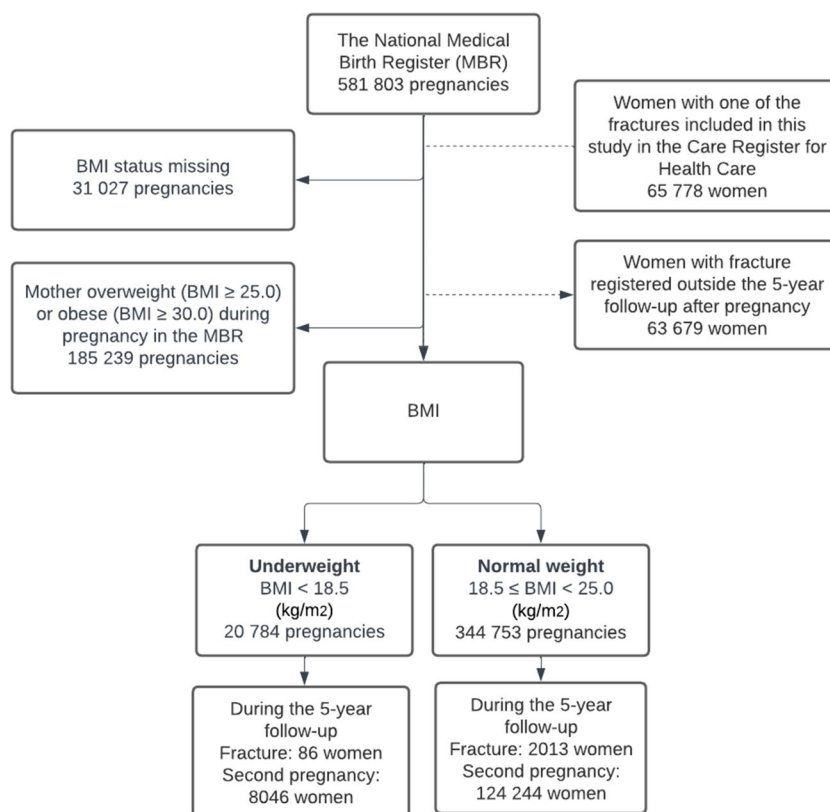 The National Medical
Birth Register (MBR)
581 803 pregnancies
Women with one of the
fractures included in this
study in the Care Register for
Health Care
65 778 women
BMI status missing
31 027 pregnancies
Women with fracture
registered outside the 5-year
follow-up after pregnancy
63 679 women
Mother overweight (BMI ≥ 25.0)
or obese (BMI ≥ 30.0) during
pregnancy in the MBR
185 239 pregnancies
BMI
Underweight
BMI < 18.5
(kg/m2)
20 784 pregnancies
Normal weight
18.5 ≤ BMI < 25.0
(kg/m2)
344 753 pregnancies
During the 5-year
follow-up
Fracture: 86 women
Second pregnancy:
8046 women
During the 5-year
follow-up
Fracture: 2013 women
Second pregnancy:
124 244 women